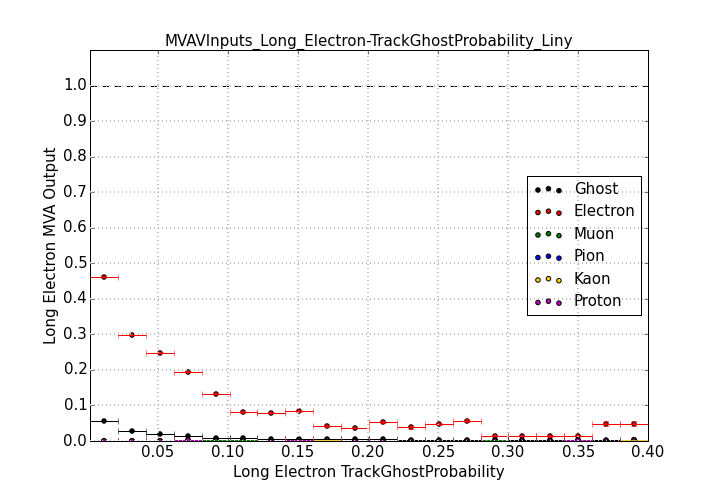 MVAVInputs_Long_Electron-TrackGhostProbability_Liny
1.0
0.9
0.8
0.7
0.6
0.5
0.4
0.3
0.2
0.1
0.0
Long Electron MVA Output
Ghost
Electron
Muon
Pion
Kaon
Proton
0.05 0.10 0.15 0.20 0.25 0.30 0.35 0.40
Long Electron TrackGhostProbability